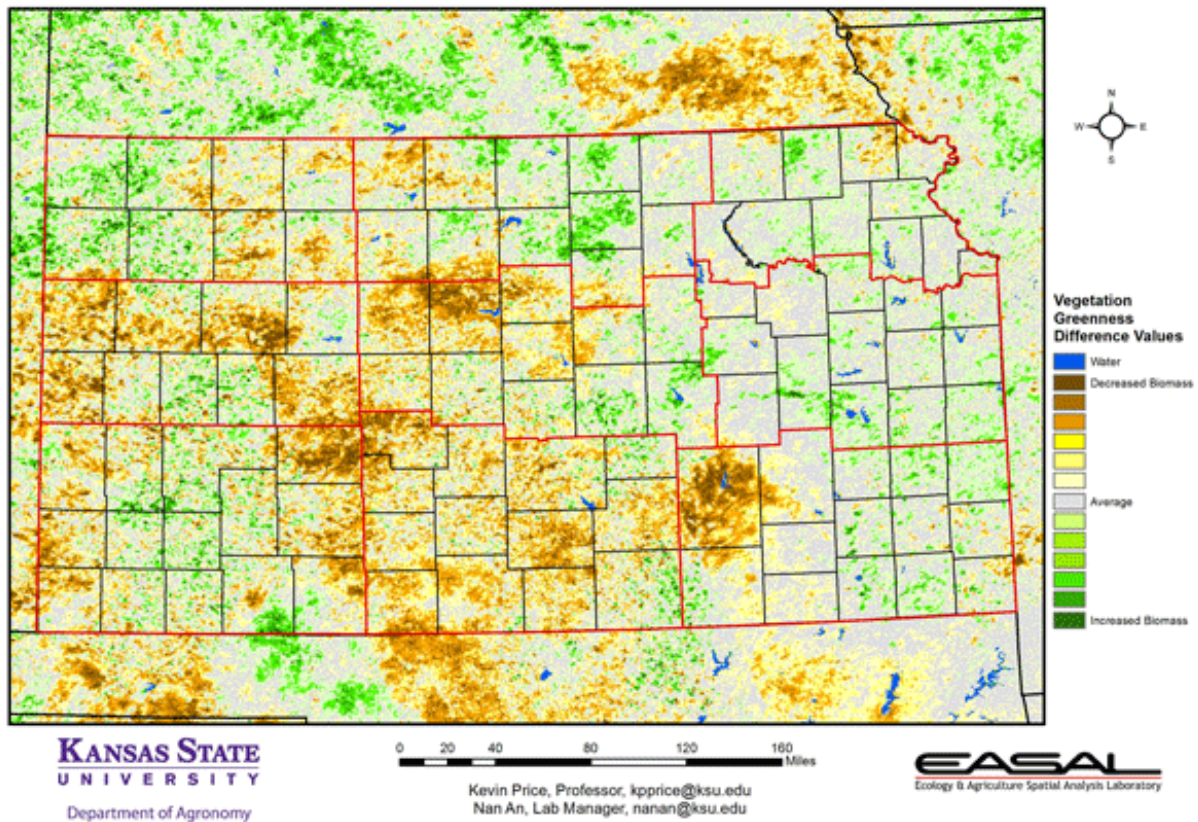 N
W E
S
Vegetation
Greenness
Difference Values
Water
Decreased Biomass
Average
Increased Biomass
KANSAS STATE
UNIVERSITY
Department of Agronomy
0 20 40 80 120 160
Miles
Kevin Price, Professor, kpprice@ksu.edu
Nan An, Lab Manager, nanan@ksu.edu
EASAL
Ecology & Agriculture Spatial Analysis Laboratory